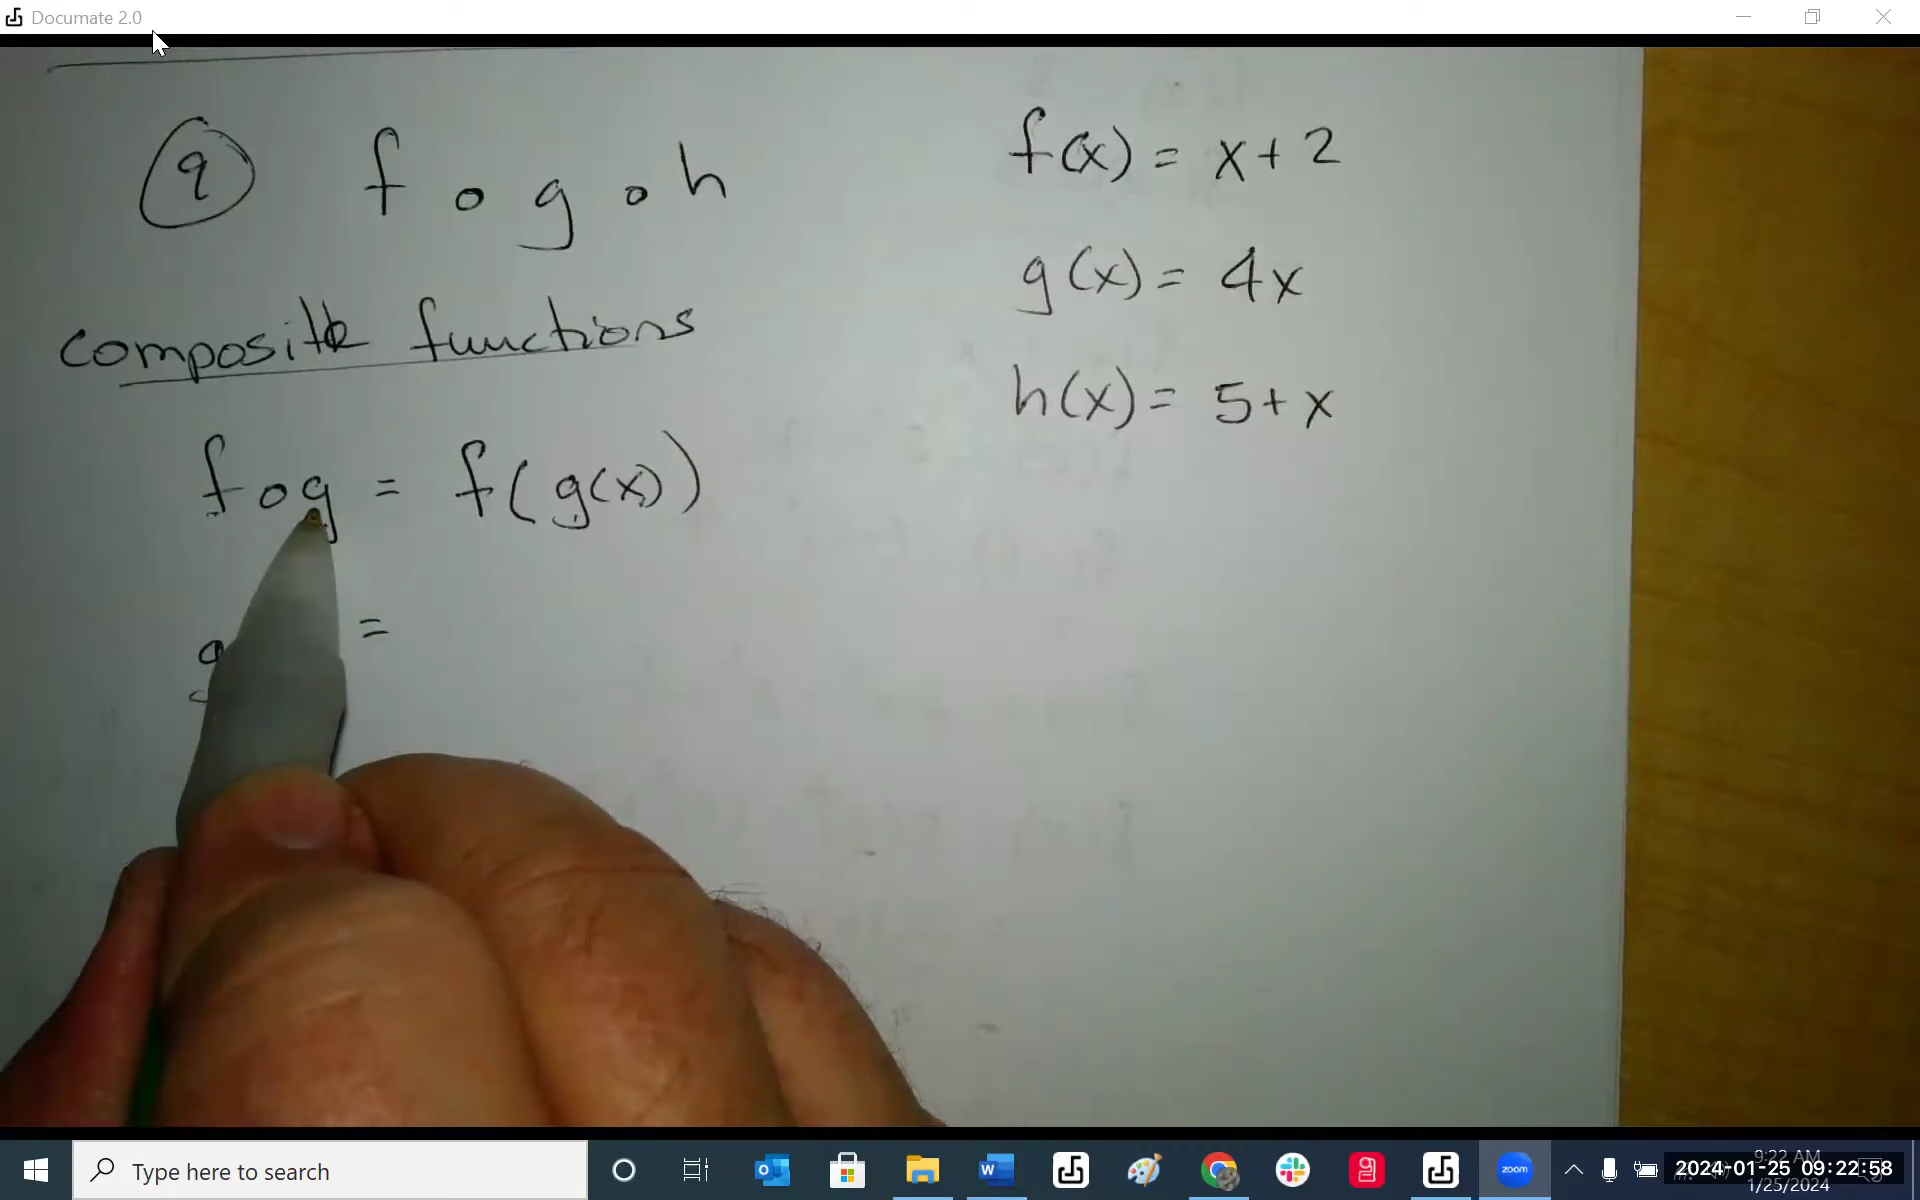 Documate 2.0
9 f o g o h
f(x) = x + 2
g(x) = 4x
h(x) = 5 + x
composite functions
f o g = f(g(x))
g =
Type here to search
zoom
9:22 AM
2024-01-25 09:22:58
1/25/2024